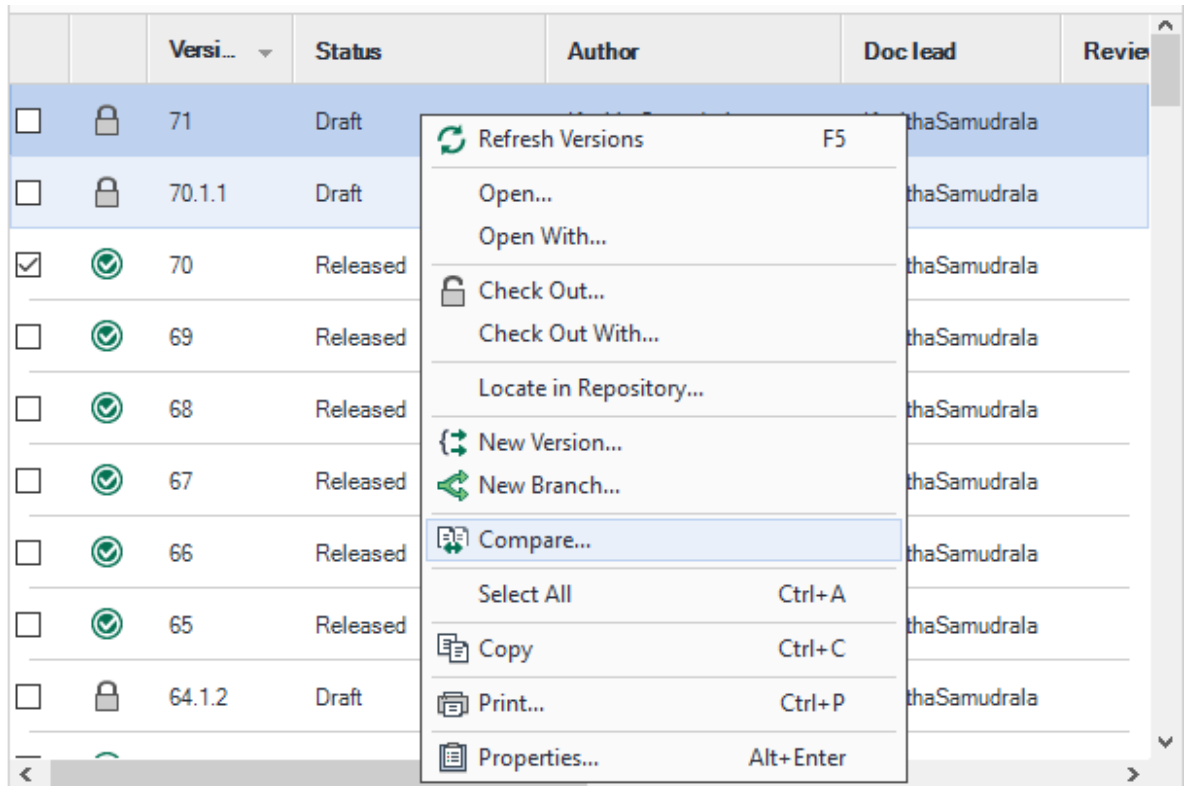 Versi... Status Author Doc lead Revie
71 Draft thaSamudrala
Refresh Versions F5
70.1.1 Draft thaSamudrala
Open...
Open With...
70 Released thaSamudrala
Check Out...
69 Released thaSamudrala
Check Out With...
Locate in Repository...
68 Released thaSamudrala
New Version...
67 Released thaSamudrala
New Branch...
66 Released thaSamudrala
Compare...
Select All Ctrl+A
65 Released thaSamudrala
Copy Ctrl+C
64.1.2 Draft thaSamudrala
Print... Ctrl+P
Properties... Alt+Enter